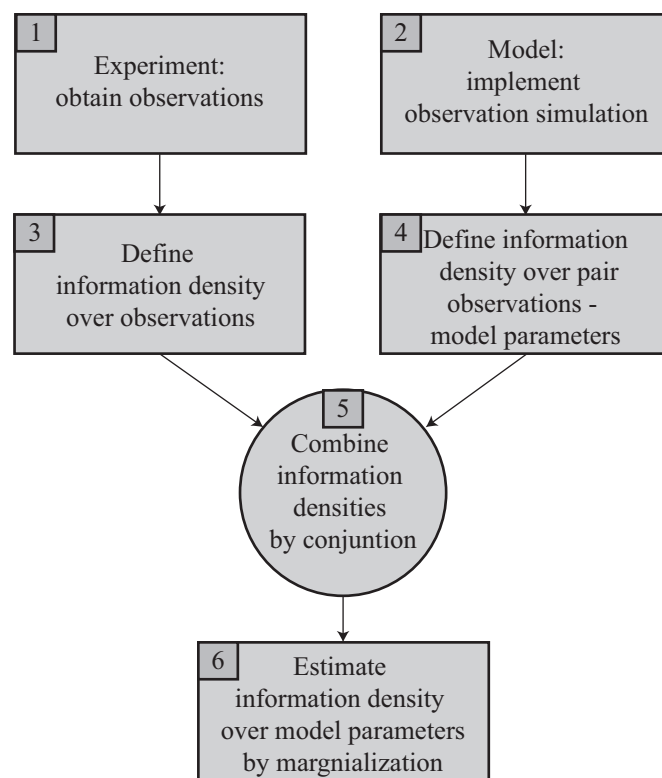 1
Experiment:
obtain observations
2
Model:
implement
observation simulation
3
Define
information density
over observations
4
Define information
density over pair
observations -
model parameters
5
Combine
information
densities
by conjuntion
6
Estimate
information density
over model parameters
by margnialization